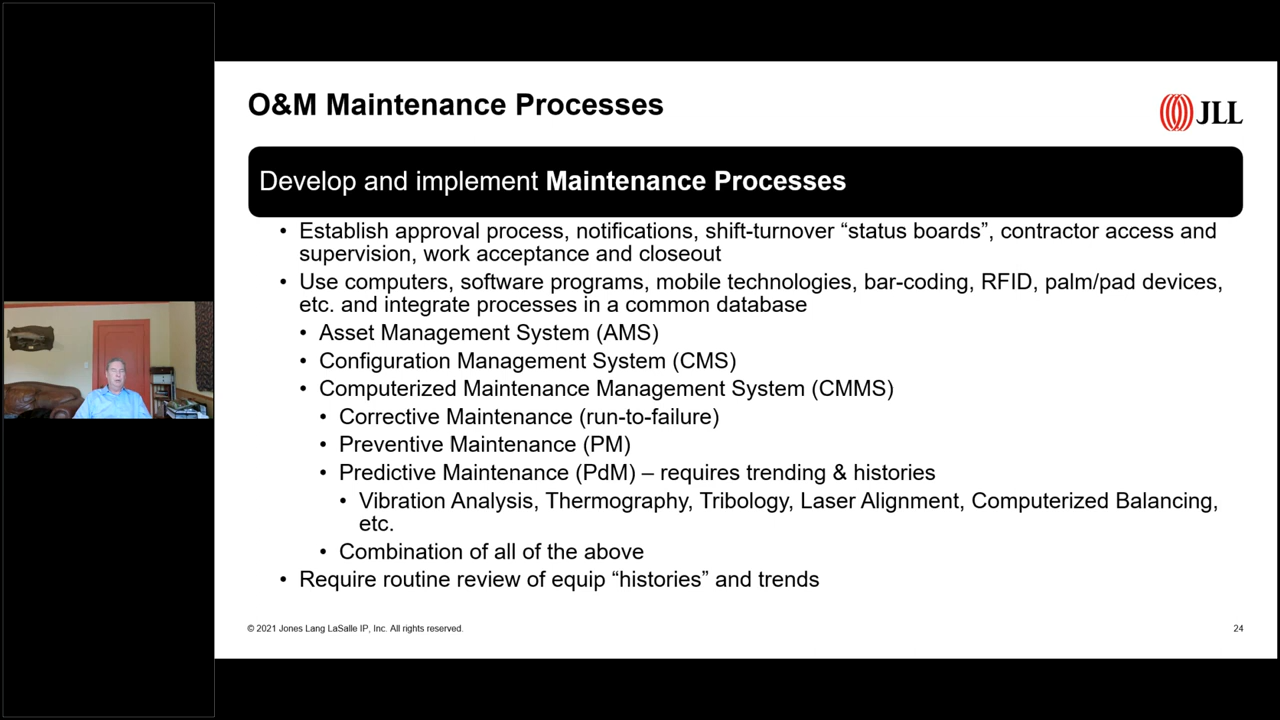 O&M Maintenance Processes
JLL
Develop and implement Maintenance Processes
• Establish approval process, notifications, shift-turnover “status boards”, contractor access and
supervision, work acceptance and closeout
• Use computers, software programs, mobile technologies, bar-coding, RFID, palm/pad devices,
etc. and integrate processes in a common database
• Asset Management System (AMS)
• Configuration Management System (CMS)
• Computerized Maintenance Management System (CMMS)
• Corrective Maintenance (run-to-failure)
• Preventive Maintenance (PM)
• Predictive Maintenance (PdM) – requires trending & histories
• Vibration Analysis, Thermography, Tribology, Laser Alignment, Computerized Balancing,
etc.
• Combination of all of the above
• Require routine review of equip “histories” and trends
© 2021 Jones Lang LaSalle IP, Inc. All rights reserved.
24